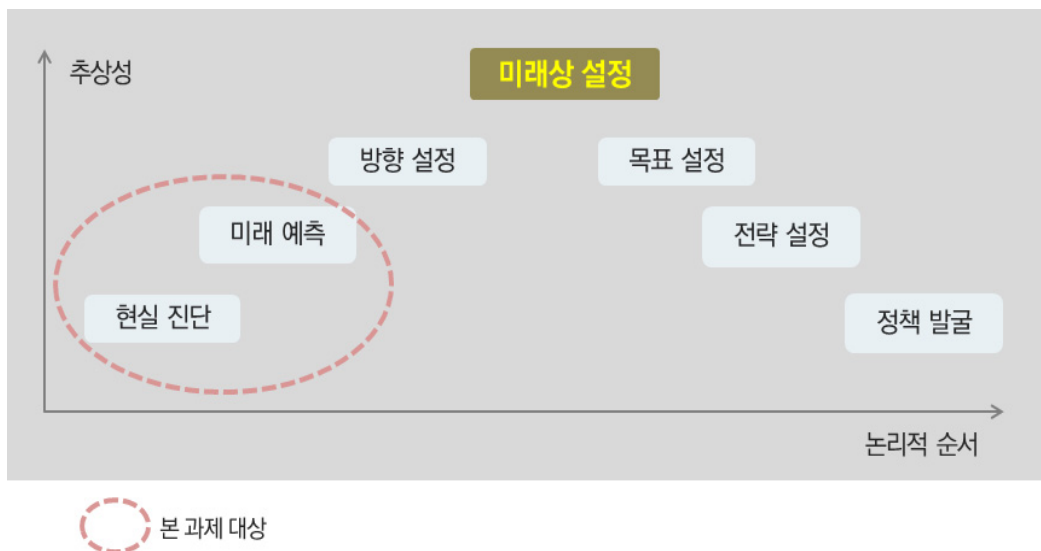 추상성
미래상 설정
방향 설정
목표 설정
미래 예측
전략 설정
현실 진단
정책 발굴
논리적 순서
본 과제 대상